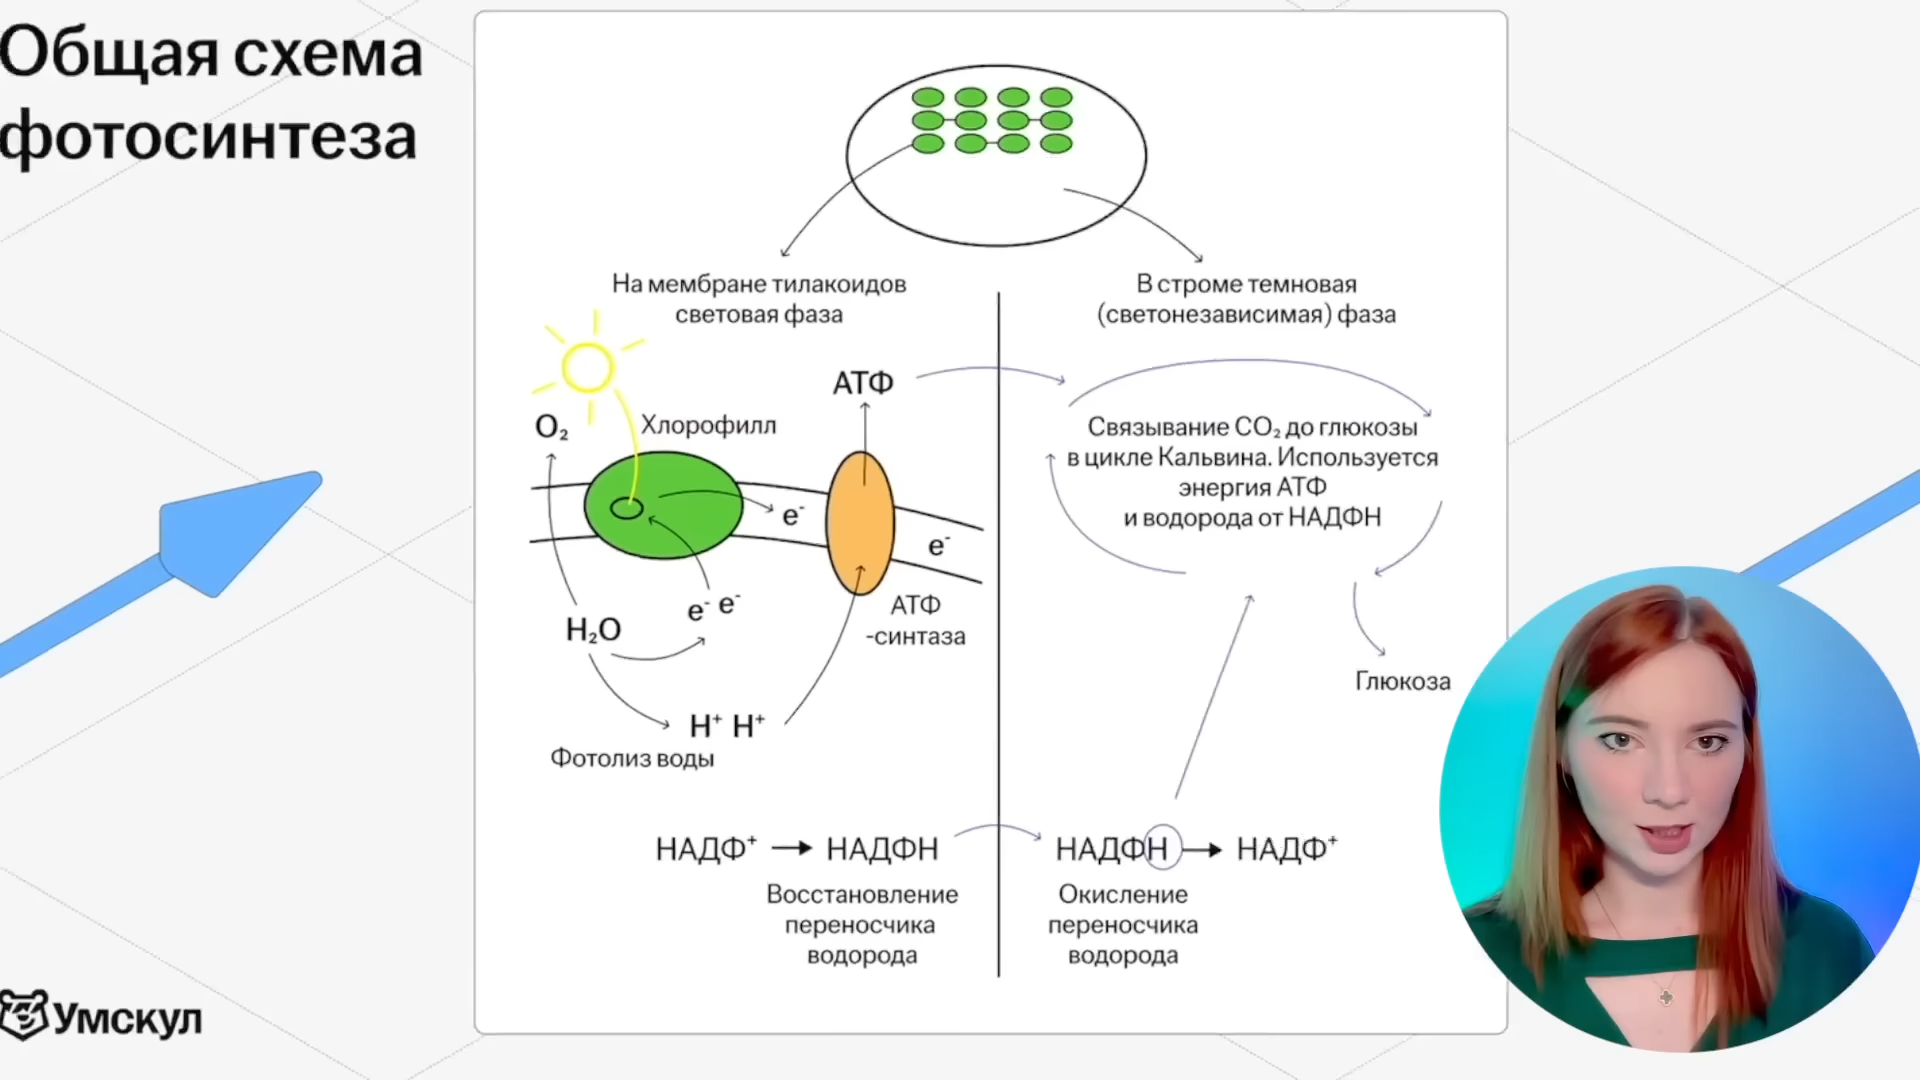 Общая схема
фотосинтеза
На мембране тилакоидов
световая фаза
В строме темновая
(светонезависимая) фаза
АТФ
O₂
Хлорофилл
e⁻
e⁻
H₂O
e⁻ e⁻
АТФ
-синтаза
H⁺ H⁺
Фотолиз воды
Связывание CO₂ до глюкозы
в цикле Кальвина. Используется
энергия АТФ
и водорода от НАДФН
Глюкоза
НАДФ⁺ → НАДФН
НАДФН → НАДФ⁺
Восстановление
переносчика
водорода
Окисление
переносчика
водорода
Умскул